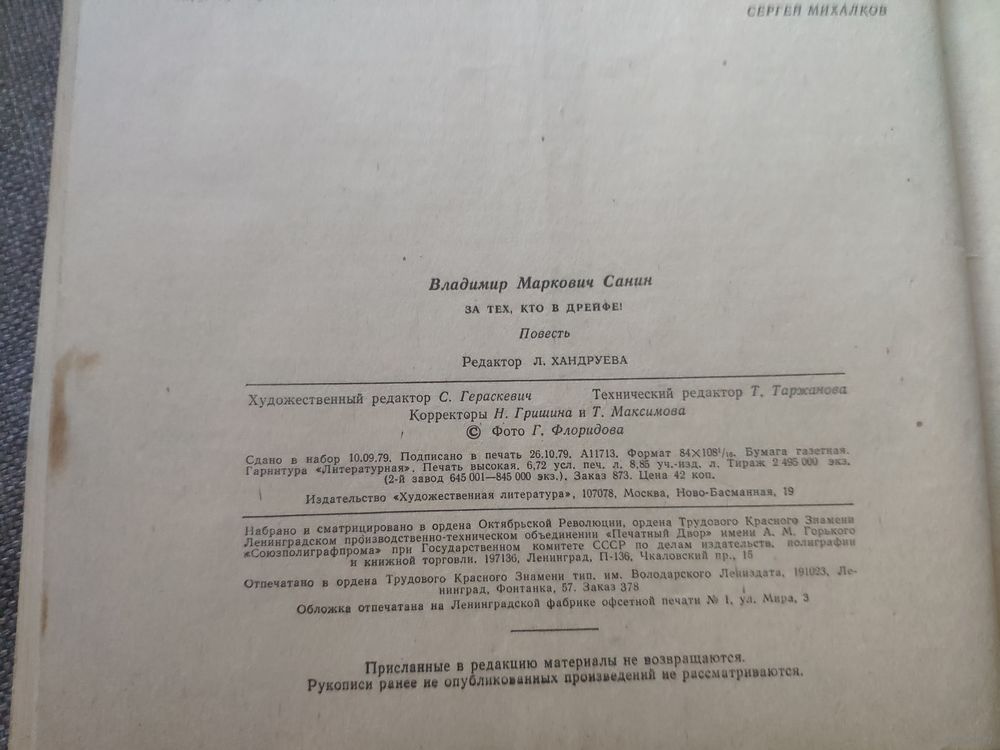 СЕРГЕЙ МИХАЛКОВ
Владимир Маркович Санин
ЗА ТЕХ, КТО В ДРЕЙФЕ!
Повесть
Редактор Л. ХАНДРУЕВА
Художественный редактор С. Гераскевич Технический редактор Т. Таржанова
Корректоры Н. Гришина и Т. Максимова
© Фото Г. Флоридова
Сдано в набор 10.09.79. Подписано в печать 26.10.79. А11713. Формат 84×108¹/₁₆. Бумага газетная.
Гарнитура «Литературная». Печать высокая. 6,72 усл. печ. л. 8,85 уч.-изд. л. Тираж 2 495 000 экз.
(2-й завод 645 001—845 000 экз.). Заказ 873. Цена 42 коп.
Издательство «Художественная литература», 107078, Москва, Ново-Басманная, 19
Набрано и сматрицировано в ордена Октябрьской Революции, ордена Трудового Красного Знамени
Ленинградском производственно-техническом объединении «Печатный Двор» имени А. М. Горького
«Союзполиграфпрома» при Государственном комитете СССР по делам издательств, полиграфии
и книжной торговли. 197136, Ленинград, П-136, Чкаловский пр., 15
Отпечатано в ордена Трудового Красного Знамени тип. им. Володарского Лениздата, 191023, Ле-
нинград, Фонтанка, 57. Заказ 378
Обложка отпечатана на Ленинградской фабрике офсетной печати № 1, ул. Мира, 3
Присланные в редакцию материалы не возвращаются.
Рукописи ранее не опубликованных произведений не рассматриваются.